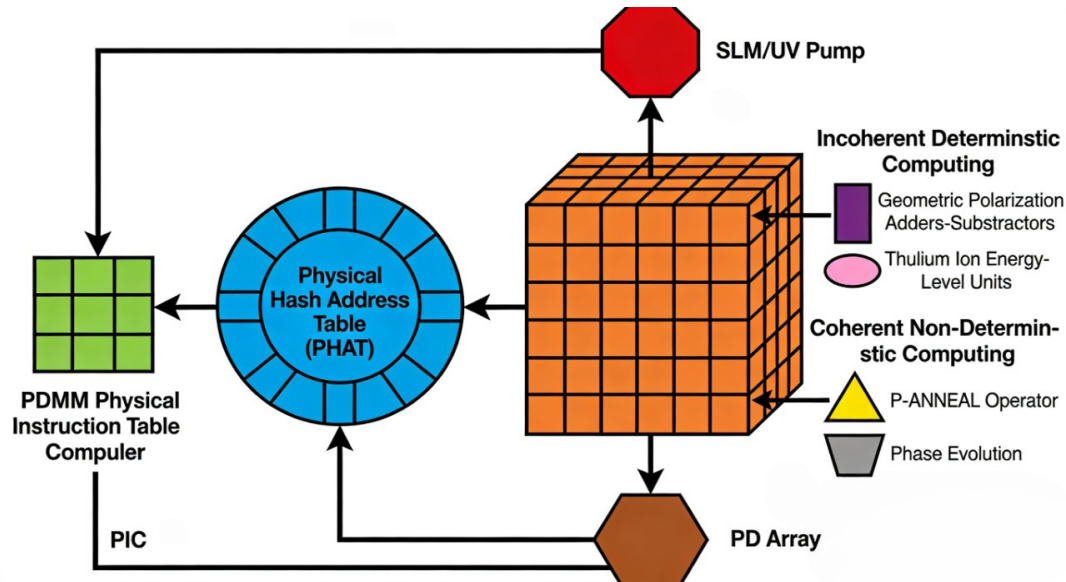 SLM/UV Pump
Incoherent Determinstic
Computing
Geometric Polarization
Adders-Substractors
Thulium Ion Energy-
Level Units
Physical
Hash Address
Table
(PHAT)
Coherent Non-Determin-
stic Computing
P-ANNEAL Operator
Phase Evolution
PDMM Physical
Instruction Table
Compuler
PIC
PD Array